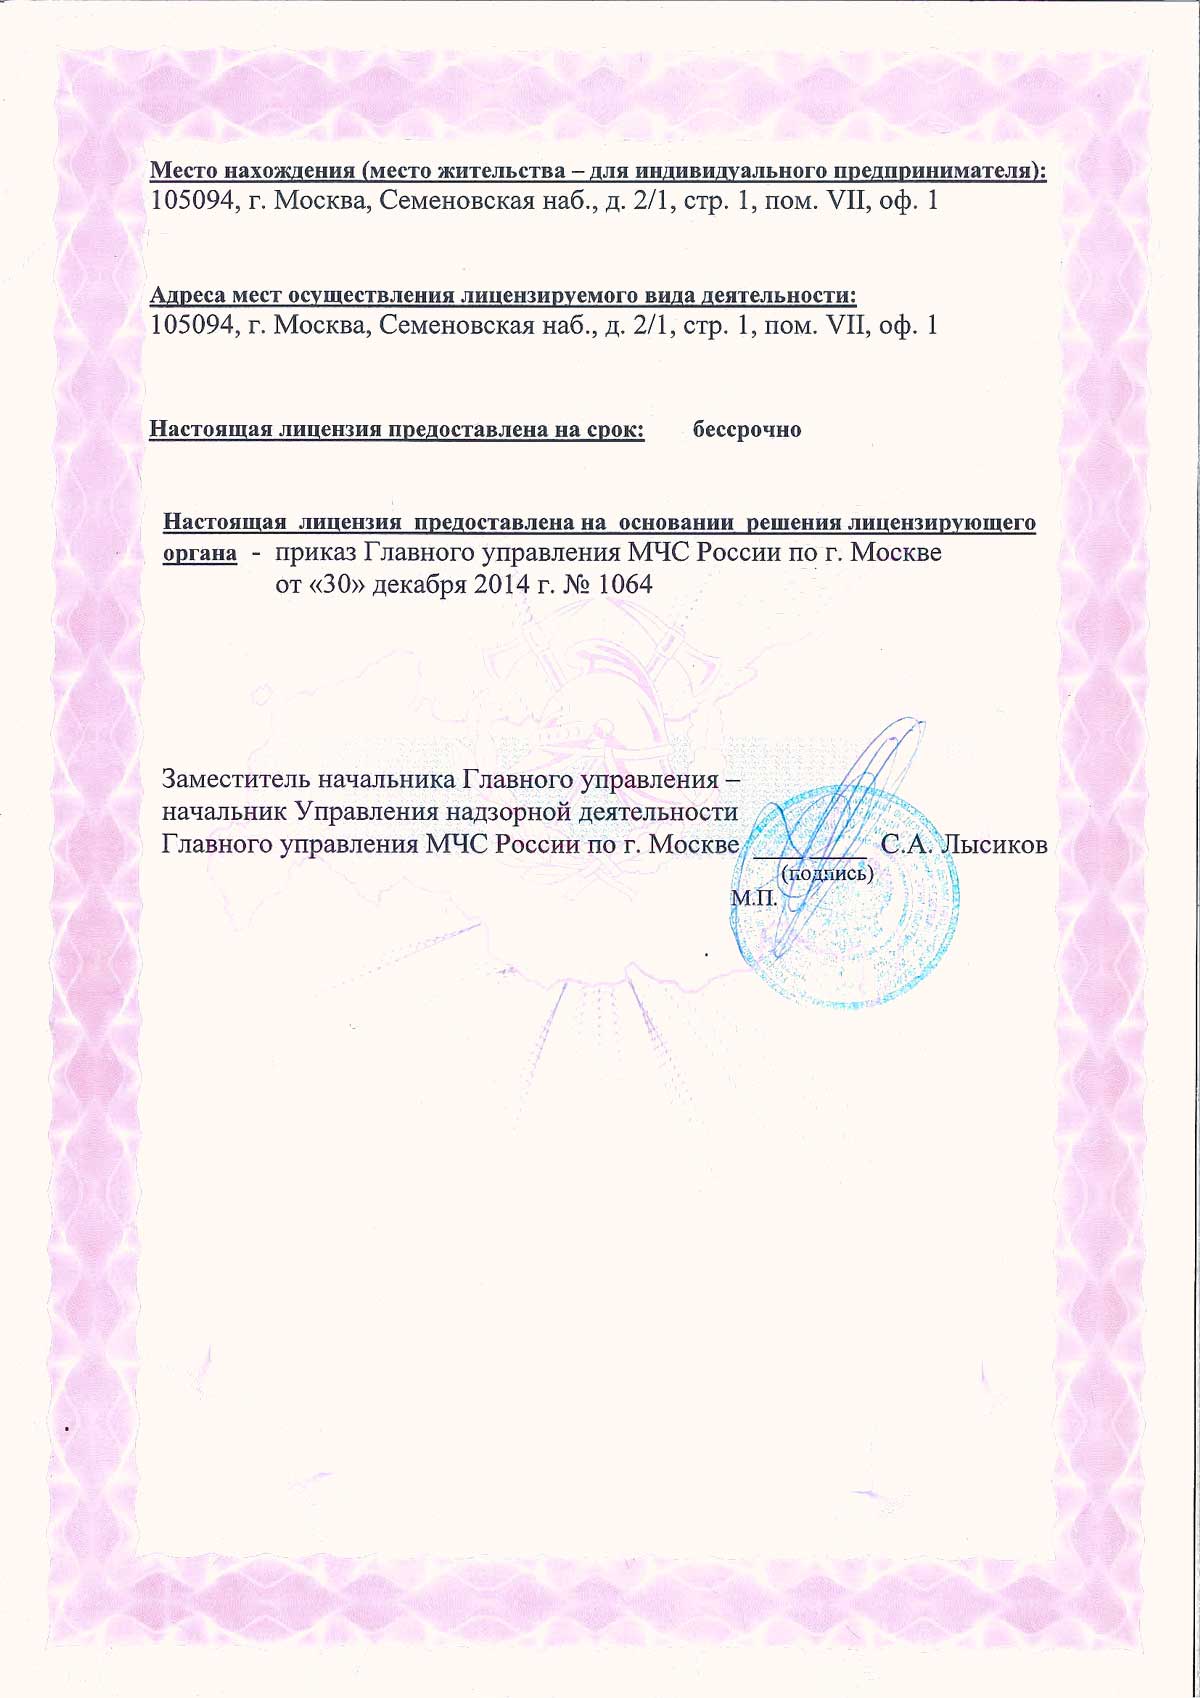 Место нахождения (место жительства – для индивидуального предпринимателя):
105094, г. Москва, Семеновская наб., д. 2/1, стр. 1, пом. VII, оф. 1
Адреса мест осуществления лицензируемого вида деятельности:
105094, г. Москва, Семеновская наб., д. 2/1, стр. 1, пом. VII, оф. 1
Настоящая лицензия предоставлена на срок: бессрочно
Настоящая лицензия предоставлена на основании решения лицензирующего
органа - приказ Главного управления МЧС России по г. Москве
от «30» декабря 2014 г. № 1064
Заместитель начальника Главного управления –
начальник Управления надзорной деятельности
Главного управления МЧС России по г. Москве ________ С.А. Лысиков
(подпись)
М.П.